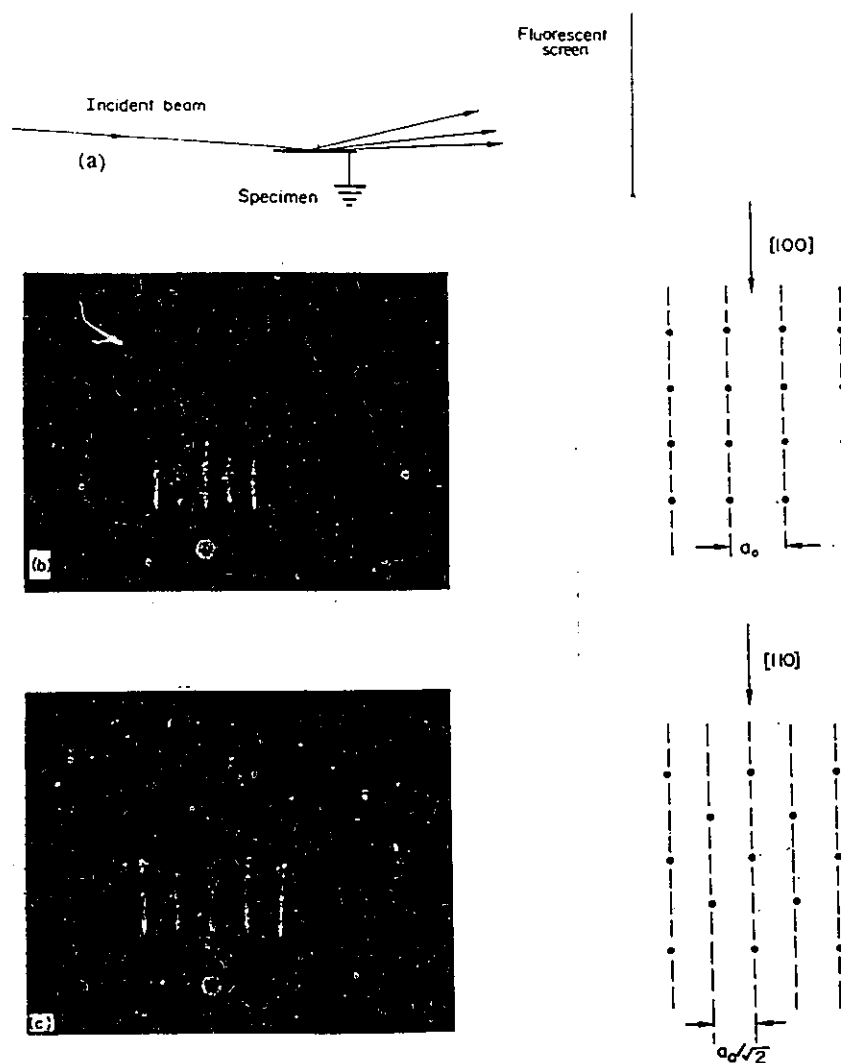 Fluorescent
screen
Incident beam
(a)
Specimen
[100]
(b)
a₀
[110]
(c)
a₀/√2